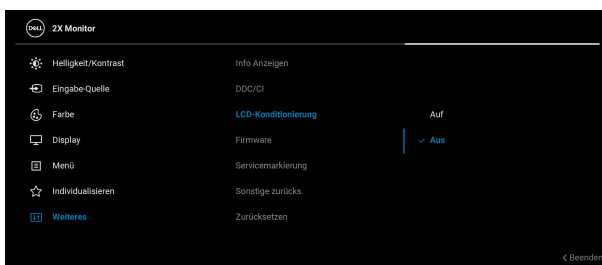 DELL 2X Monitor
Helligkeit/Kontrast Info Anzeigen
Eingabe-Quelle DDC/CI
Farbe LCD-Konditionierung Auf
Display Firmware Aus
Menü Servicemarkierung
Individualisieren Sonstige zurücks.
Weiteres Zurücksetzen
Beenden